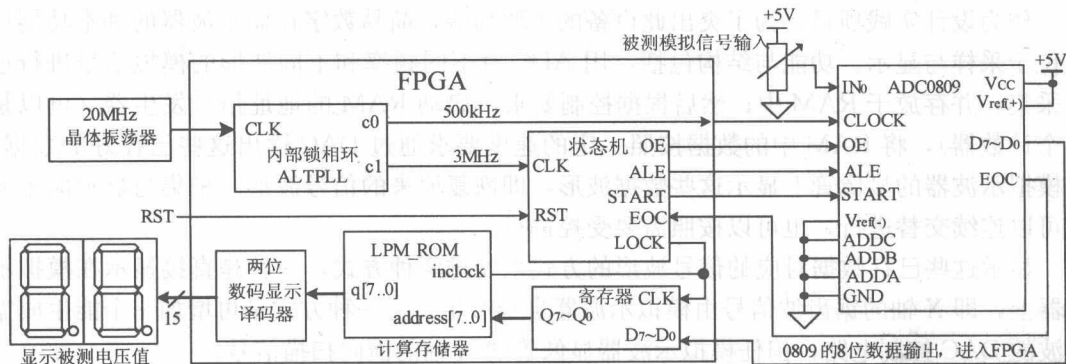 +5V
被测模拟信号输入
+5V
FPGA
IN₀ ADC0809 Vcc
Vref(+)
20MHz
晶体振荡器
CLK c0
500kHz
CLOCK
内部锁相环
ALTPLL
c1
3MHz
CLK
状态机
OE
OE
D₇~D₀
ALE
ALE
EOC
START
START
RST
RST
EOC
Vref(-)
LOCK
ADDC
ADDB
ADDA
GND
LPM_ROM
inclock
q[7..0]
address[7..0]
两位
数码显示
译码器
寄存器
CLK
Q₇~Q₀
D₇~D₀
15
计算存储器
显示被测电压值
0809 的8位数据输出,进入FPGA